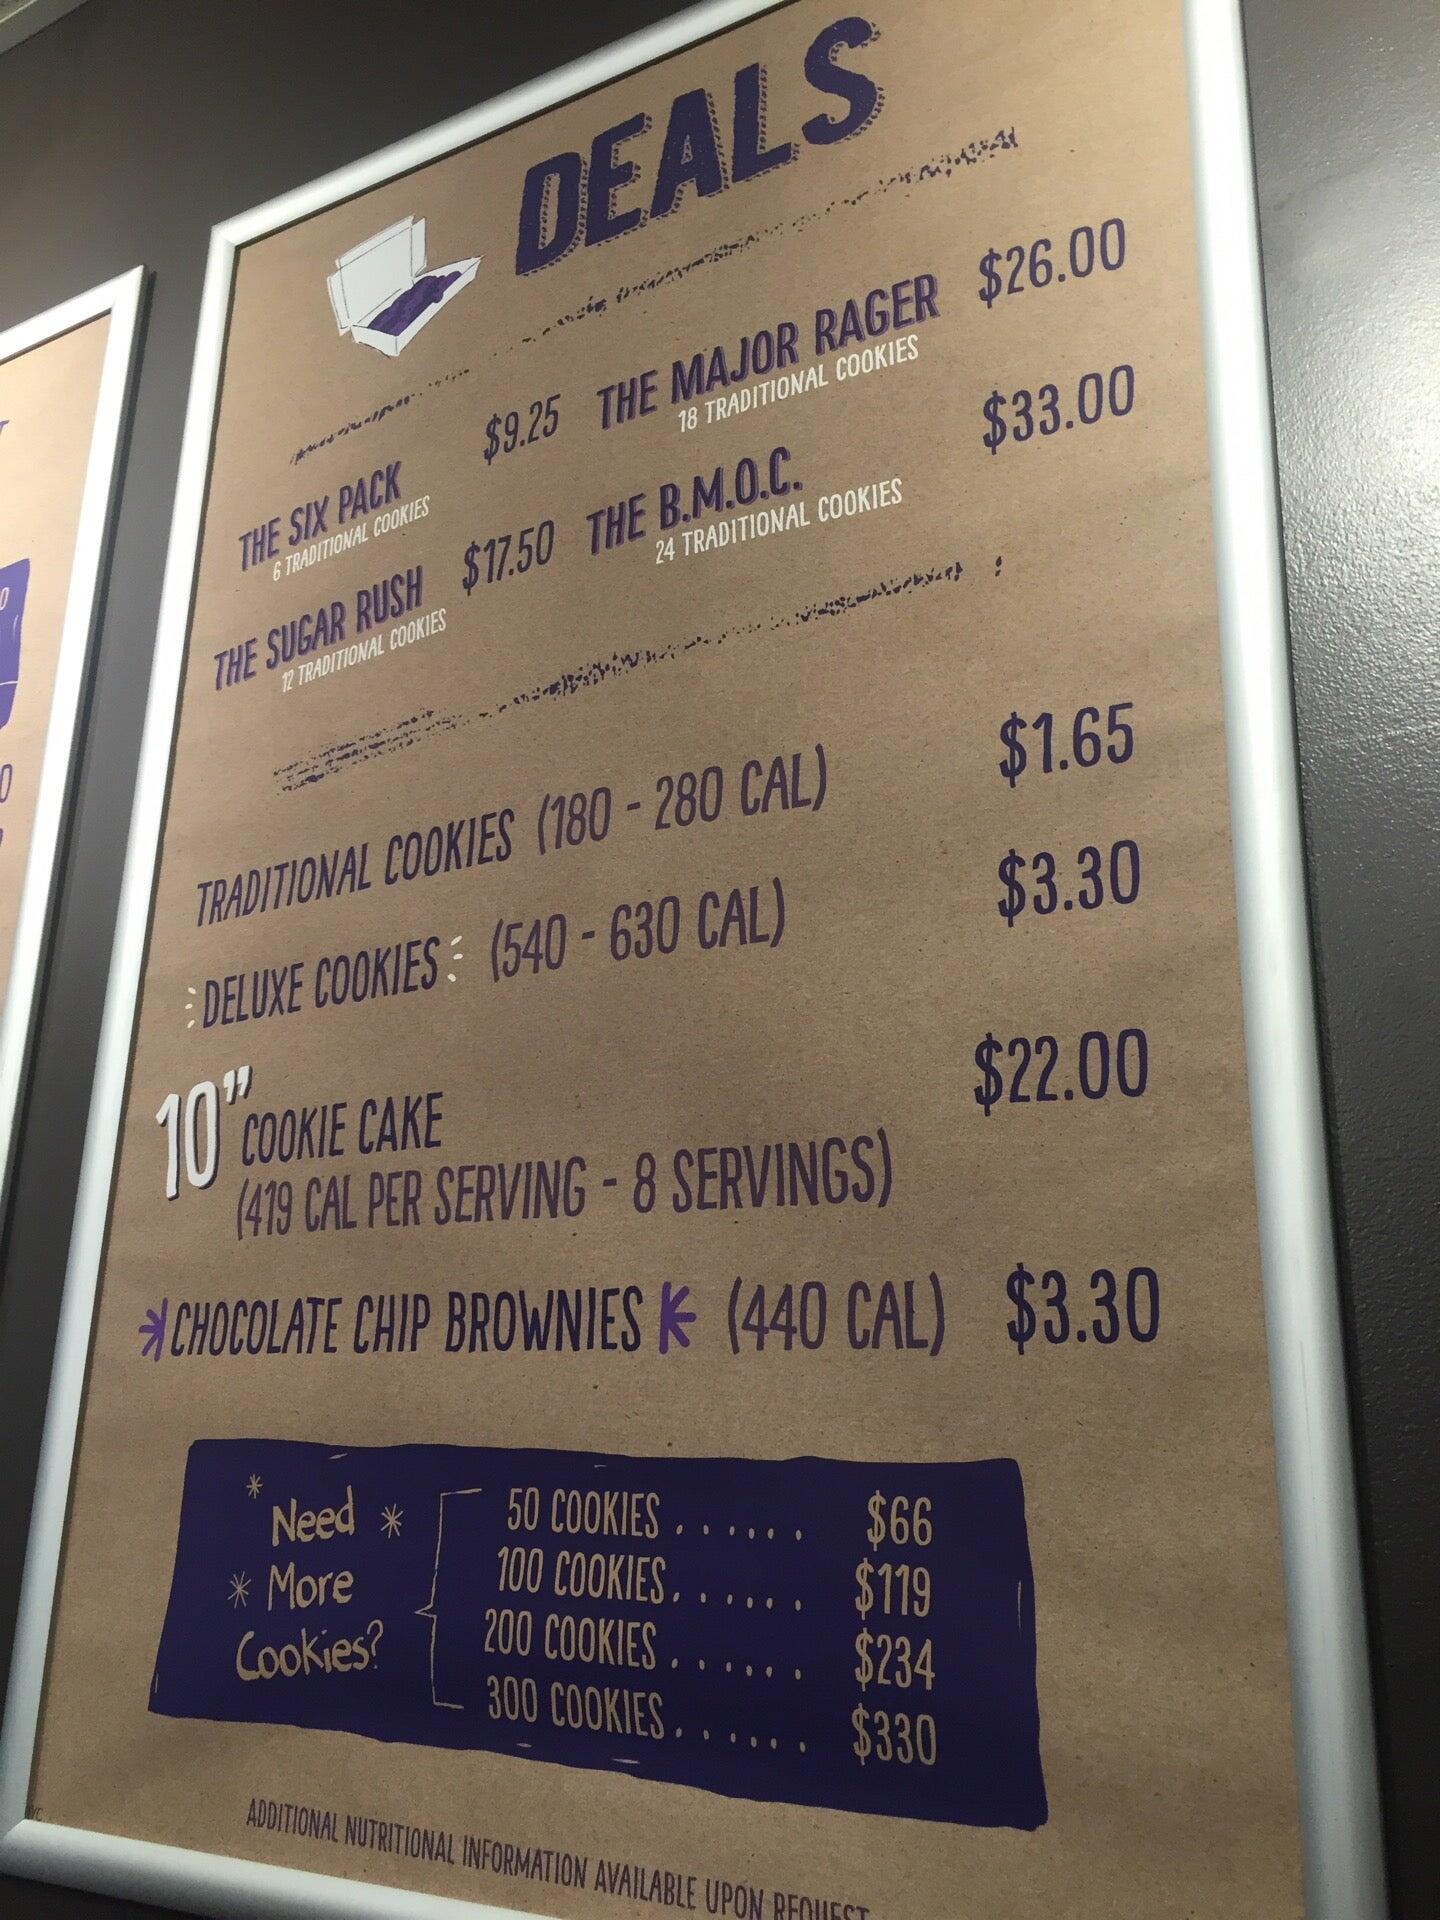 DEALS
THE SIX PACK $9.25
6 TRADITIONAL COOKIES
THE SUGAR RUSH $17.50
12 TRADITIONAL COOKIES
THE MAJOR RAGER $26.00
18 TRADITIONAL COOKIES
THE B.M.O.C. $33.00
24 TRADITIONAL COOKIES
TRADITIONAL COOKIES (180 - 280 CAL) $1.65
DELUXE COOKIES (540 - 630 CAL) $3.30
10" COOKIE CAKE $22.00
(419 CAL PER SERVING - 8 SERVINGS)
CHOCOLATE CHIP BROWNIES (440 CAL) $3.30
Need
More
Cookies?
50 COOKIES ...... $66
100 COOKIES ...... $119
200 COOKIES ...... $234
300 COOKIES ...... $330
ADDITIONAL NUTRITIONAL INFORMATION AVAILABLE UPON REQUEST